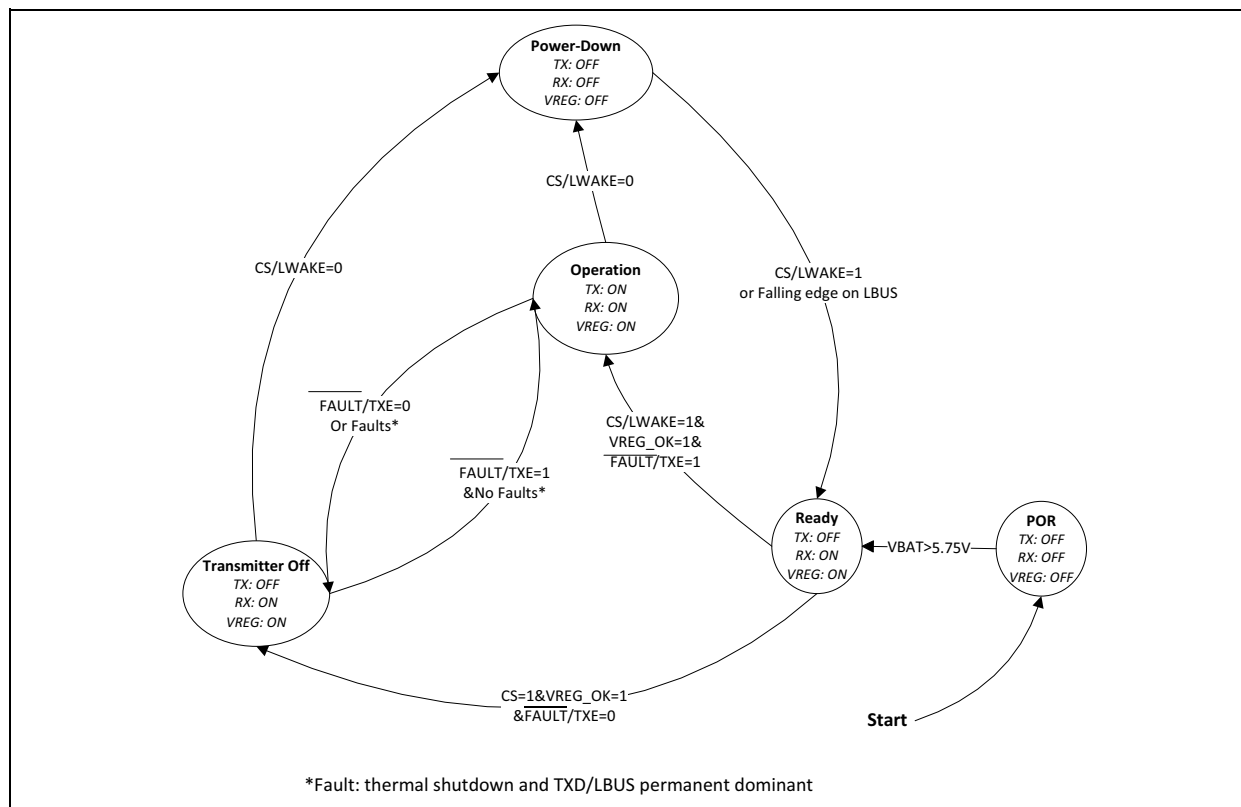 Power-Down
TX: OFF
RX: OFF
VREG: OFF
CS/LWAKE=0
CS/LWAKE=0
CS/LWAKE=1
or Falling edge on LBUS
Operation
TX: ON
RX: ON
VREG: ON
FAULT/TXE=0
Or Faults*
FAULT/TXE=1
&No Faults*
CS/LWAKE=1&
VREG_OK=1&
FAULT/TXE=1
Ready
TX: OFF
RX: ON
VREG: ON
VBAT>5.75V
POR
TX: OFF
RX: OFF
VREG: OFF
Transmitter Off
TX: OFF
RX: ON
VREG: ON
CS=1&VREG_OK=1
&FAULT/TXE=0
Start
*Fault: thermal shutdown and TXD/LBUS permanent dominant